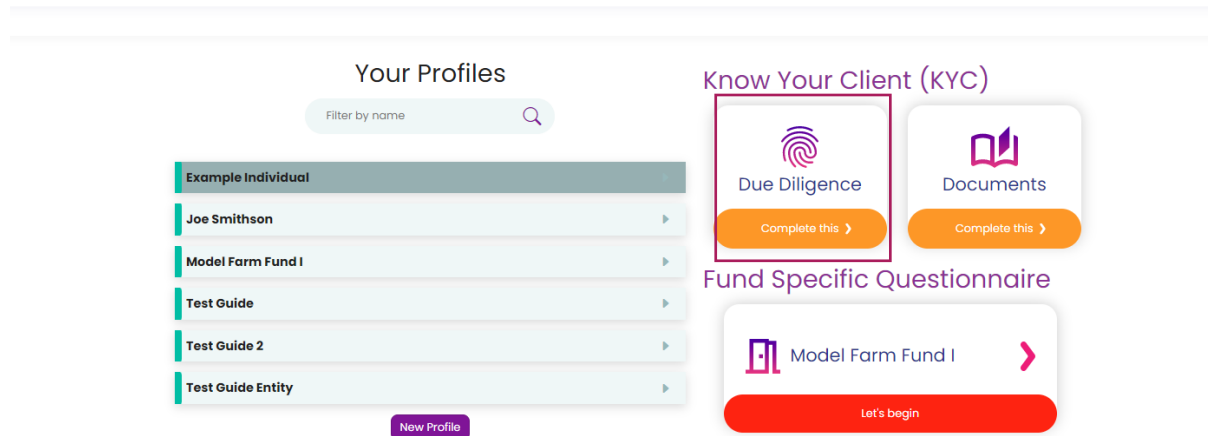 Your Profiles
Filter by name
Example Individual
Joe Smithson
Model Farm Fund I
Test Guide
Test Guide 2
Test Guide Entity
New Profile
Know Your Client (KYC)
Due Diligence
Complete this ❯
Documents
Complete this ❯
Fund Specific Questionnaire
Model Farm Fund I
Let's begin